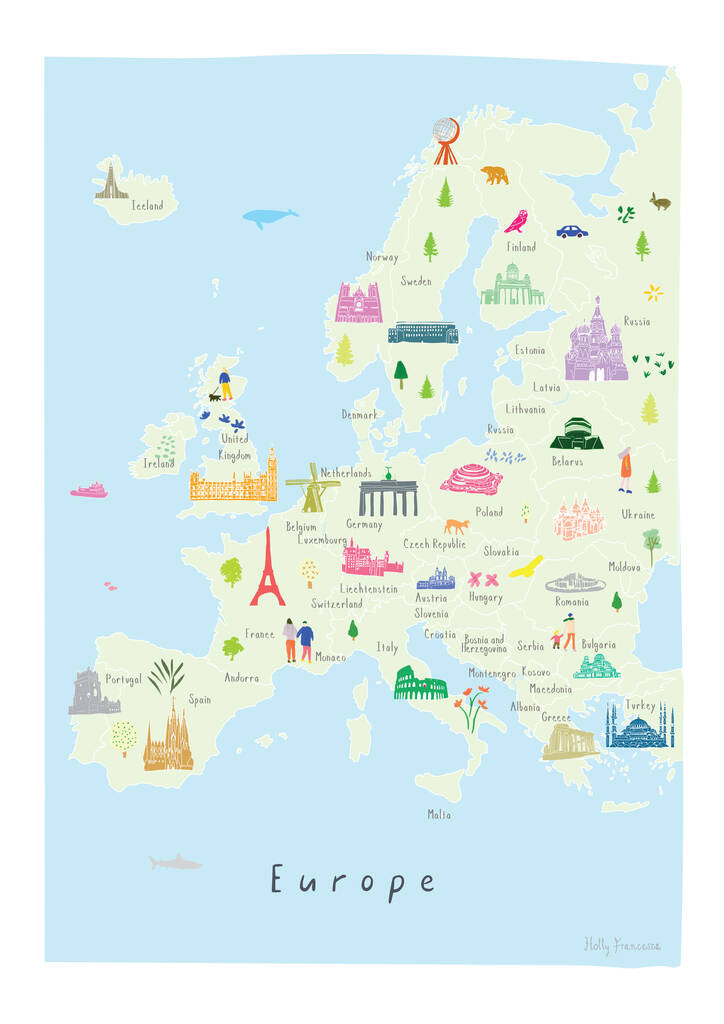 Iceland
Finland
Norway
Sweden
Russia
Estonia
Latvia
Lithuania
Denmark
Russia
United
Kingdom
Ireland
Netherlands
Belarus
Poland
Ukraine
Belgium
Germany
Luxembourg
Czech Republic
Slovakia
Moldova
Liechtenstein
Switzerland
Austria
Hungary
Romania
Slovenia
France
Croatia
Bosnia and
Herzegovina
Serbia
Bulgaria
Monaco
Italy
Andorra
Portugal
Spain
Montenegro
Kosovo
Macedonia
Albania
Greece
Turkey
Malta
Europe
Holly Francesca